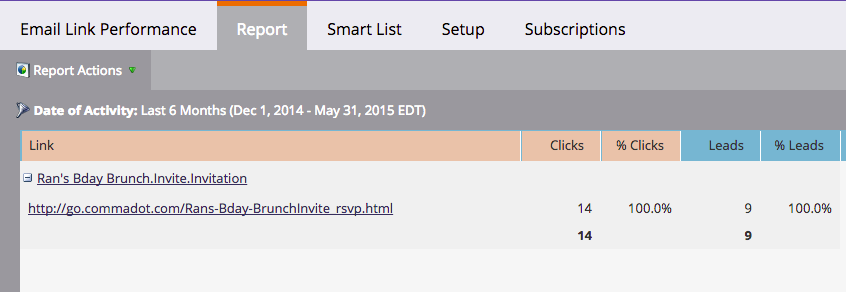 Email Link Performance Report Smart List Setup Subscriptions
Report Actions
Date of Activity: Last 6 Months (Dec 1, 2014 - May 31, 2015 EDT)
Link Clicks % Clicks Leads % Leads
Ran's Bday Brunch.Invite.Invitation
http://go.commadot.com/Rans-Bday-BrunchInvite_rsvp.html 14 100.0% 9 100.0%
14 9